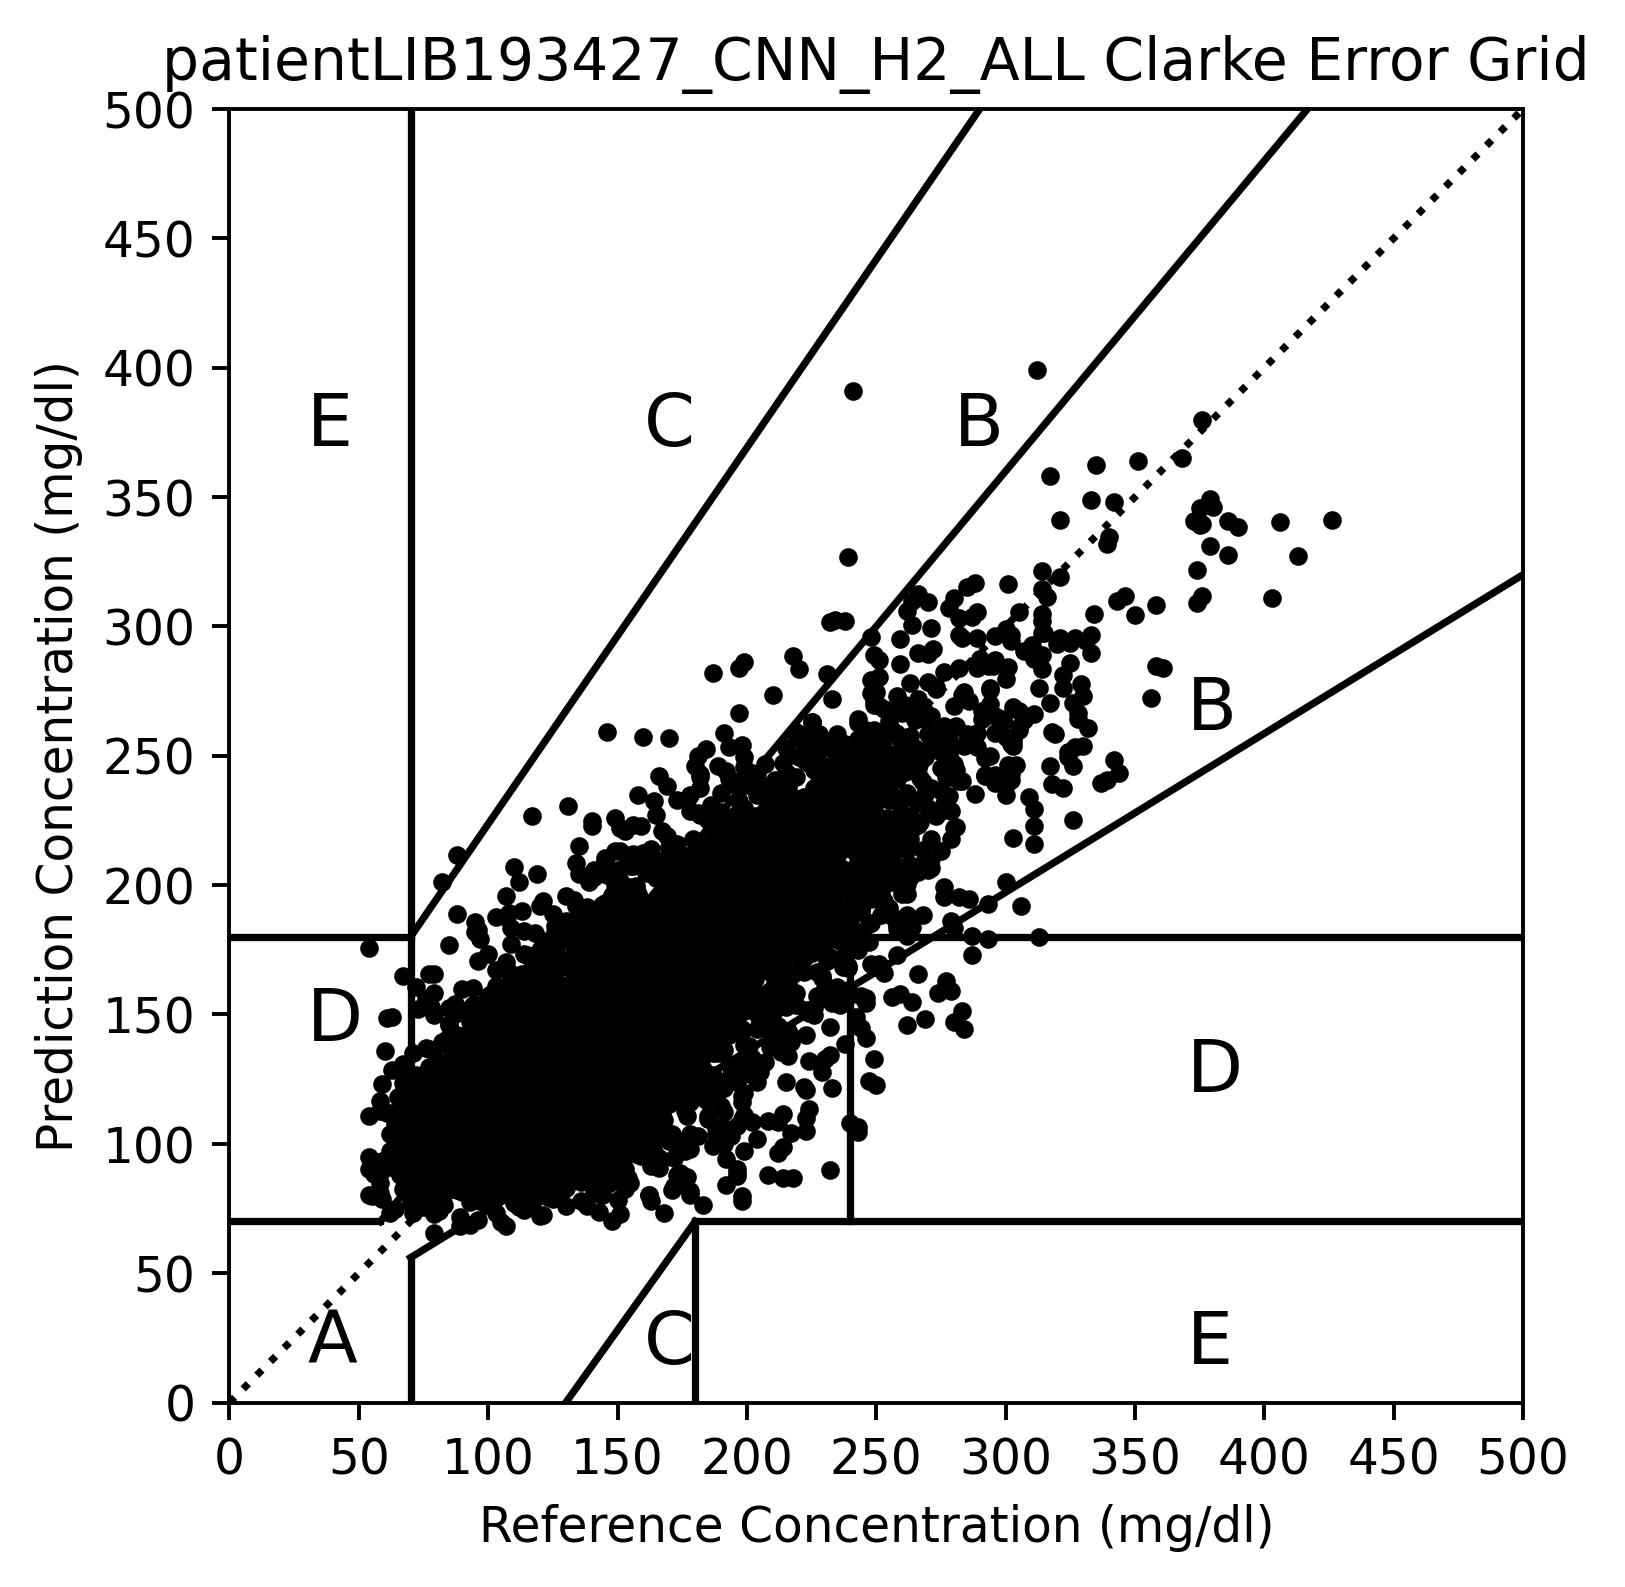 patientLIB193427_CNN_H2_ALL Clarke Error Grid
Prediction Concentration (mg/dl)
500
450
400
350
300
250
200
150
100
50
0
E
C
B
B
D
D
A
C
E
0 50 100 150 200 250 300 350 400 450 500
Reference Concentration (mg/dl)